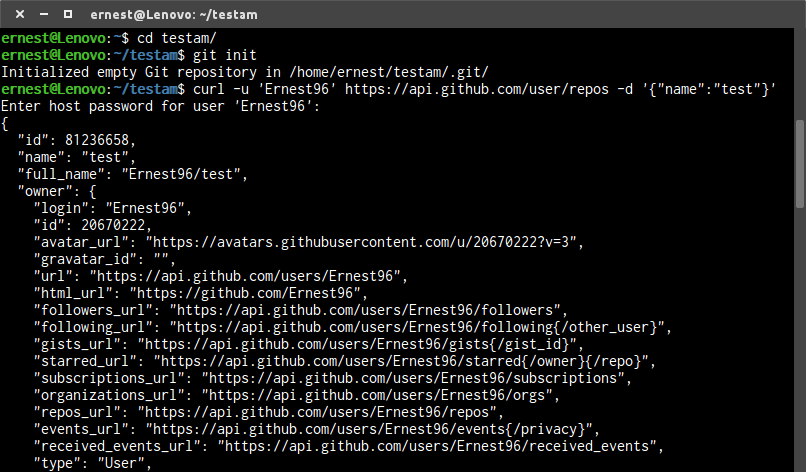 ernest@Lenovo: ~/testam
ernest@Lenovo:~$ cd testam/
ernest@Lenovo:~/testam$ git init
Initialized empty Git repository in /home/ernest/testam/.git/
ernest@Lenovo:~/testam$ curl -u 'Ernest96' https://api.github.com/user/repos -d '{"name":"test"}'
Enter host password for user 'Ernest96':
{
  "id": 81236658,
  "name": "test",
  "full_name": "Ernest96/test",
  "owner": {
    "login": "Ernest96",
    "id": 20670222,
    "avatar_url": "https://avatars.githubusercontent.com/u/20670222?v=3",
    "gravatar_id": "",
    "url": "https://api.github.com/users/Ernest96",
    "html_url": "https://github.com/Ernest96",
    "followers_url": "https://api.github.com/users/Ernest96/followers",
    "following_url": "https://api.github.com/users/Ernest96/following{/other_user}",
    "gists_url": "https://api.github.com/users/Ernest96/gists{/gist_id}",
    "starred_url": "https://api.github.com/users/Ernest96/starred{/owner}{/repo}",
    "subscriptions_url": "https://api.github.com/users/Ernest96/subscriptions",
    "organizations_url": "https://api.github.com/users/Ernest96/orgs",
    "repos_url": "https://api.github.com/users/Ernest96/repos",
    "events_url": "https://api.github.com/users/Ernest96/events{/privacy}",
    "received_events_url": "https://api.github.com/users/Ernest96/received_events",
    "type": "User",